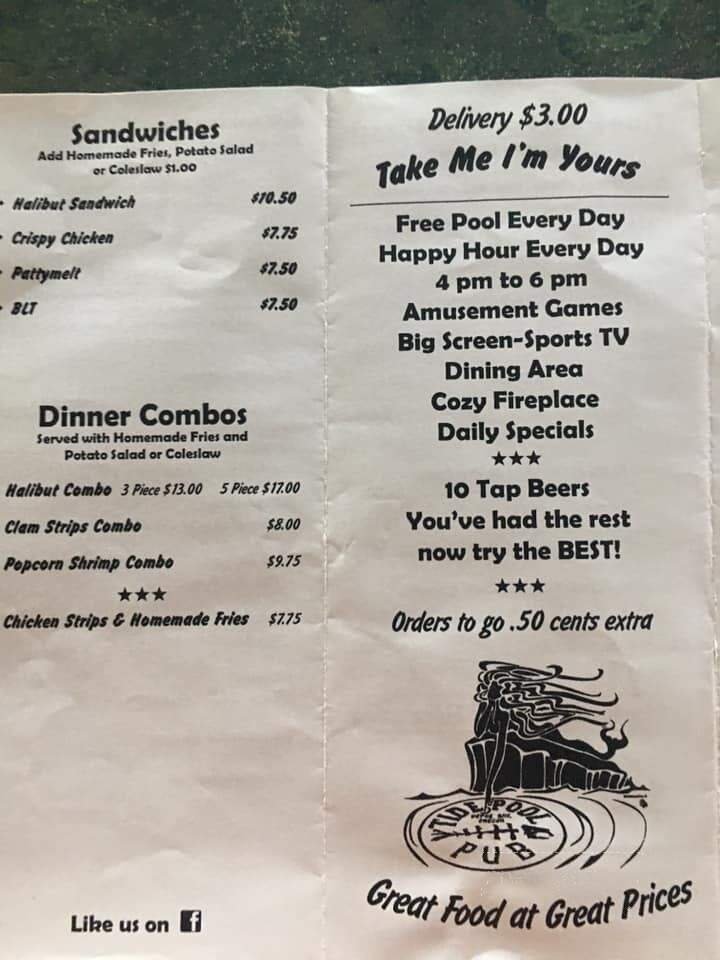 Sandwiches
Add Homemade Fries, Potato Salad
or Coleslaw $1.00
Halibut Sandwich $10.50
Crispy Chicken $7.75
Pattymelt $7.50
BLT $7.50
Dinner Combos
Served with Homemade Fries and
Potato Salad or Coleslaw
Halibut Combo 3 Piece $13.00 5 Piece $17.00
Clam Strips Combo $8.00
Popcorn Shrimp Combo $9.75
★★★
Chicken Strips & Homemade Fries $7.75
Like us on f
Delivery $3.00
Take Me I'm Yours
Free Pool Every Day
Happy Hour Every Day
4 pm to 6 pm
Amusement Games
Big Screen-Sports TV
Dining Area
Cozy Fireplace
Daily Specials
★★★
10 Tap Beers
You've had the rest
now try the BEST!
★★★
Orders to go .50 cents extra
TIDE POOL
DEPOE BAY,
OREGON
PUB
Great Food at Great Prices